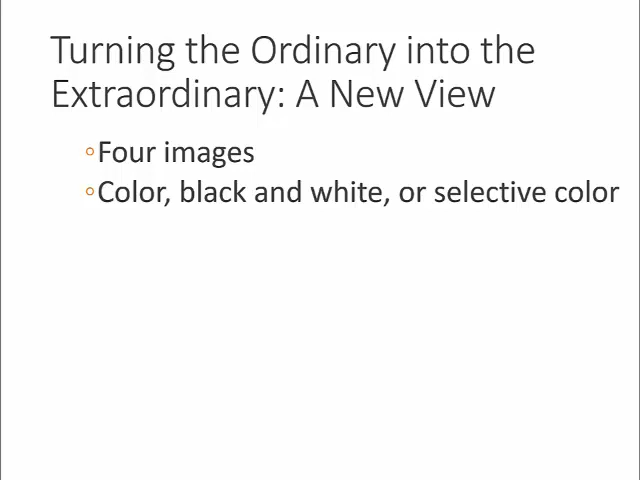 Turning the Ordinary into the
Extraordinary: A New View
◦Four images
◦Color, black and white, or selective color